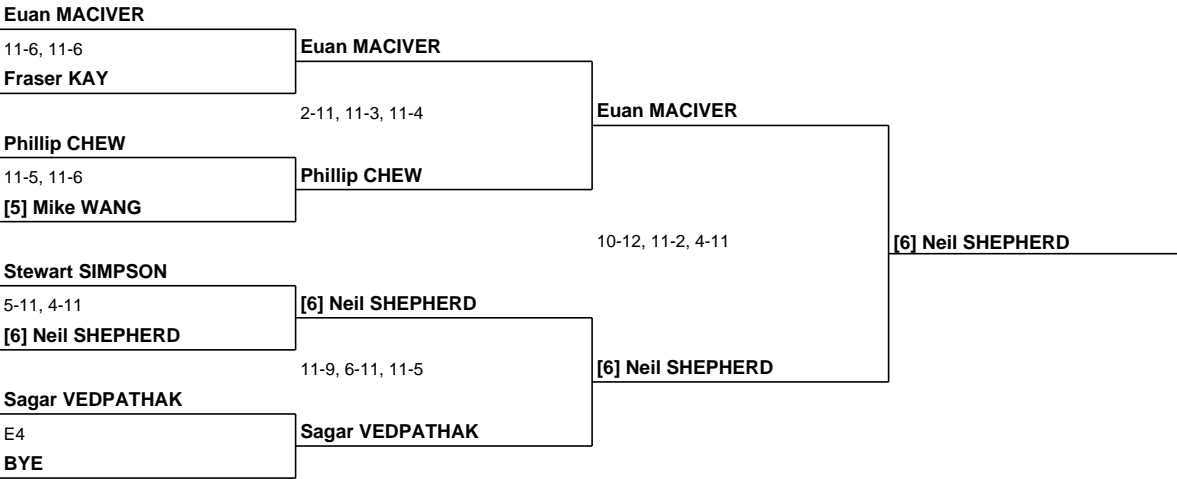 Euan MACIVER
11-6, 11-6
Fraser KAY
Phillip CHEW
11-5, 11-6
[5] Mike WANG
Stewart SIMPSON
5-11, 4-11
[6] Neil SHEPHERD
Sagar VEDPATHAK
E4
BYE
Euan MACIVER
2-11, 11-3, 11-4
Phillip CHEW
[6] Neil SHEPHERD
11-9, 6-11, 11-5
Sagar VEDPATHAK
Euan MACIVER
10-12, 11-2, 4-11
[6] Neil SHEPHERD
[6] Neil SHEPHERD